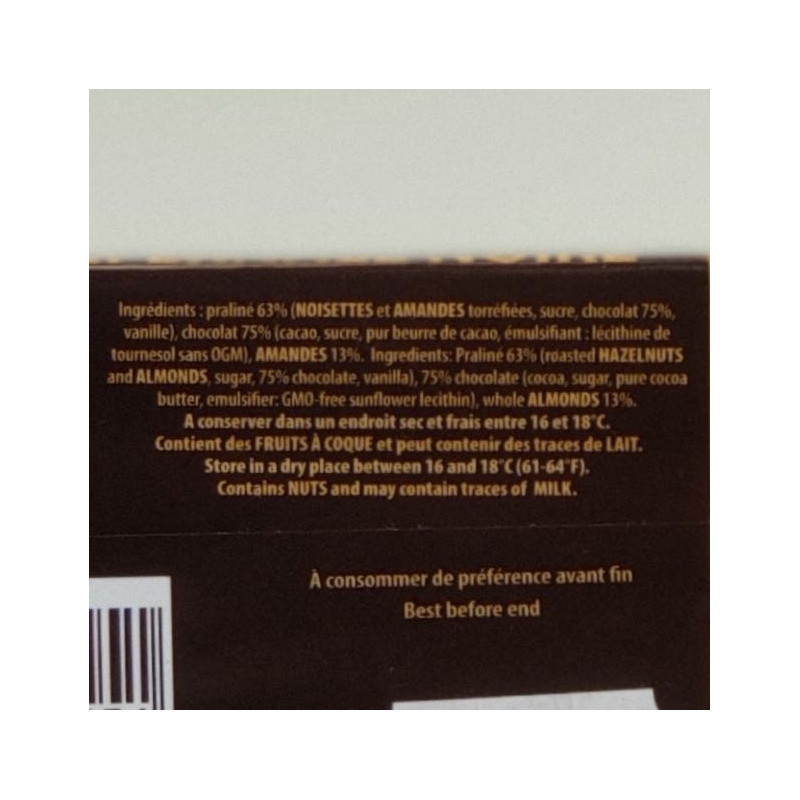 Ingrédients : praliné 63% (NOISETTES et AMANDES torréfiées, sucre, chocolat 75%,
vanille), chocolat 75% (cacao, sucre, pur beurre de cacao, émulsifiant : lécithine de
tournesol sans OGM), AMANDES 13%. Ingredients: Praliné 63% (roasted HAZELNUTS
and ALMONDS, sugar, 75% chocolate, vanilla), 75% chocolate (cocoa, sugar, pure cocoa
butter, emulsifier: GMO-free sunflower lecithin), whole ALMONDS 13%.
A conserver dans un endroit sec et frais entre 16 et 18°C.
Contient des FRUITS À COQUE et peut contenir des traces de LAIT.
Store in a dry place between 16 and 18°C (61-64°F).
Contains NUTS and may contain traces of MILK.
À consommer de préférence avant fin
Best before end